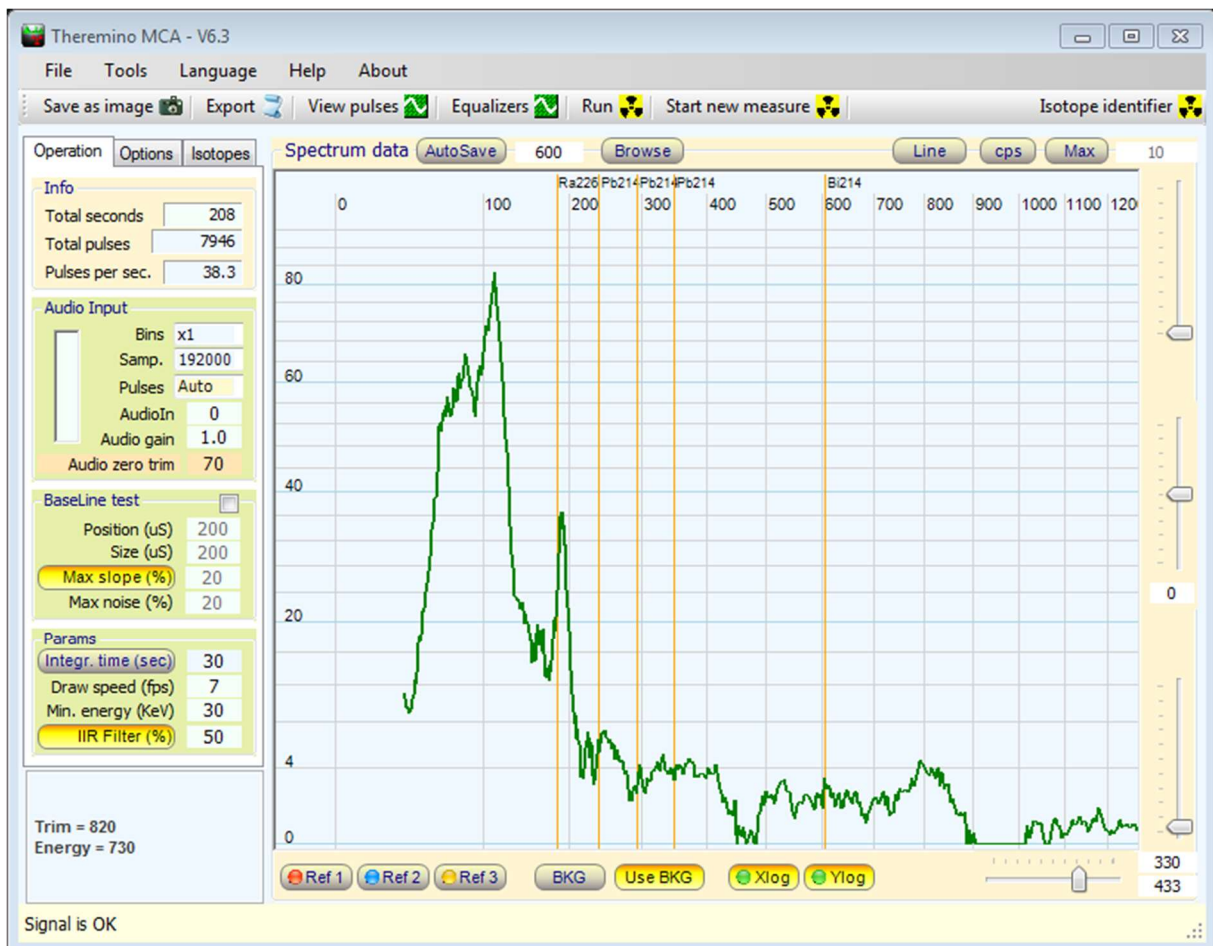 Theremino MCA - V6.3
File Tools Language Help About
Save as image Export View pulses Equalizers Run Start new measure Isotope identifier
Operation Options Isotopes
Spectrum data AutoSave 600 Browse Line cps Max 10
Info
Total seconds 208
Total pulses 7946
Pulses per sec. 38.3
Audio Input
Bins x1
Samp. 192000
Pulses Auto
AudioIn 0
Audio gain 1.0
Audio zero trim 70
BaseLine test
Position (uS) 200
Size (uS) 200
Max slope (%) 20
Max noise (%) 20
Params
Integr. time (sec) 30
Draw speed (fps) 7
Min. energy (KeV) 30
IIR Filter (%) 50
Trim = 820
Energy = 730
Ra226 Pb214 Pb214 Pb214 Bi214
0 100 200 300 400 500 600 700 800 900 1000 1100 120
80
60
40
20
4
0
0
Ref 1 Ref 2 Ref 3 BKG Use BKG Xlog Ylog
330
433
Signal is OK